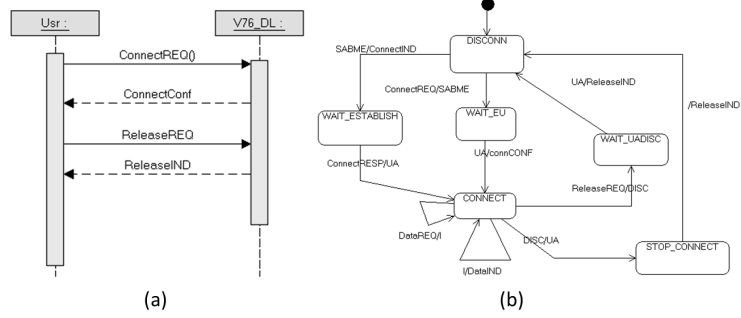 Usr :
V76_DL :
ConnectREQ()
ConnectConf
ReleaseREQ
ReleaseIND
(a)
DISCONN
SABME/ConnectIND
ConnectREQ/SABME
UA/ReleaseIND
/ReleaseIND
WAIT_ESTABLISH
WAIT_EU
WAIT_UADISC
UA/connCONF
ConnectRESP/UA
ReleaseREQ/DISC
CONNECT
DataREQ/I
DISC/UA
STOP_CONNECT
I/DataIND
(b)